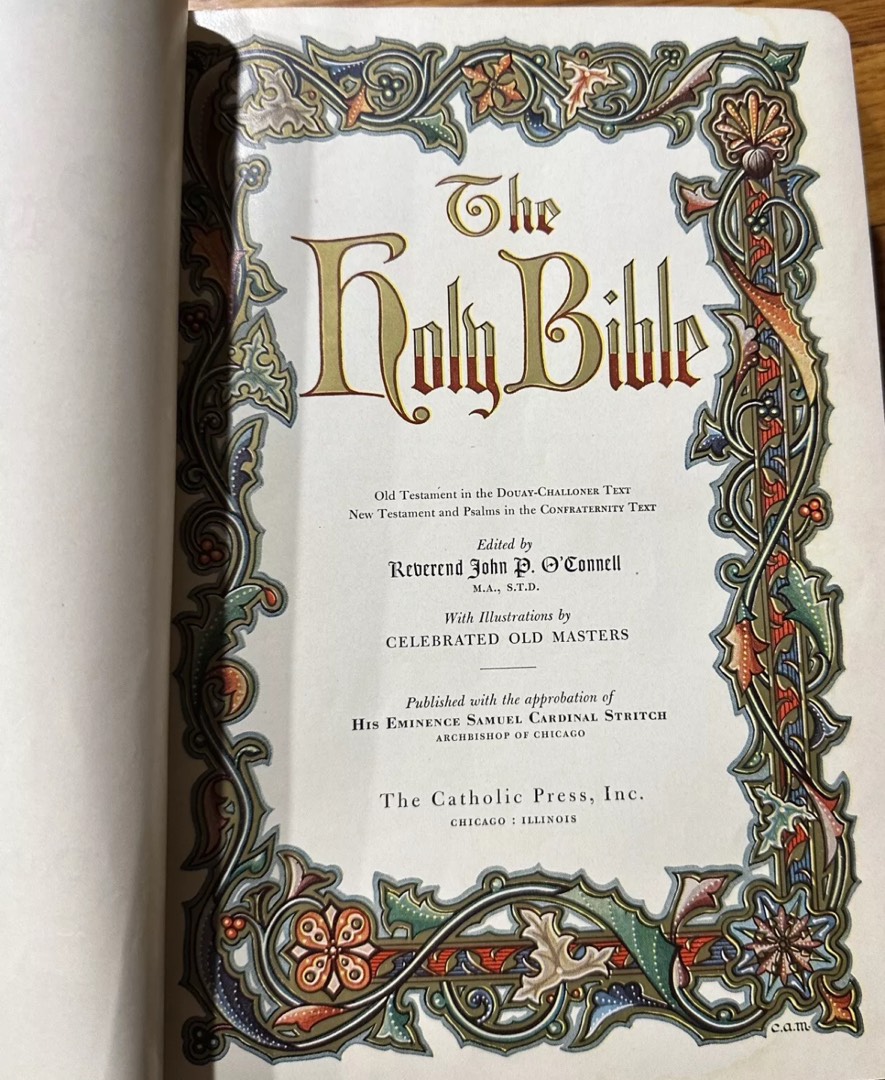 The
Holy Bible
Old Testament in the DOUAY-CHALLONER TEXT
New Testament and Psalms in the CONFRATERNITY TEXT
Edited by
Reverend John P. O'Connell
M.A., S.T.D.
With Illustrations by
CELEBRATED OLD MASTERS
Published with the approbation of
HIS EMINENCE SAMUEL CARDINAL STRITCH
ARCHBISHOP OF CHICAGO
The Catholic Press, Inc.
CHICAGO : ILLINOIS
c.a.m.